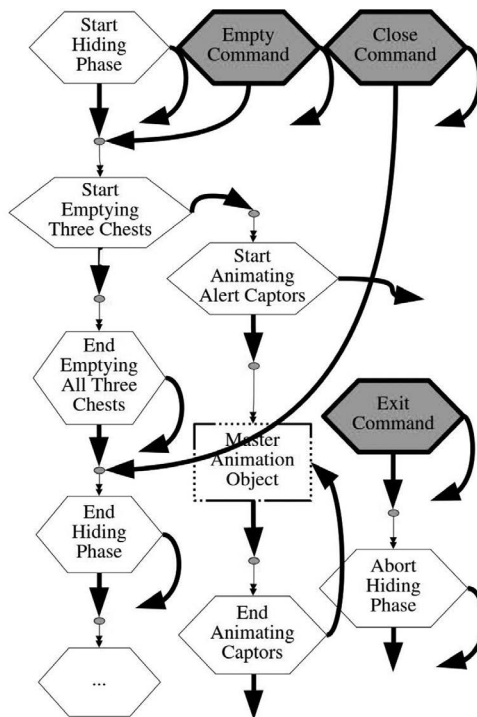 Start
Hiding
Phase
Empty
Command
Close
Command
Start
Emptying
Three Chests
Start
Animating
Alert Captors
End
Emptying
All Three
Chests
Exit
Command
Master
Animation
Object
End
Hiding
Phase
Abort
Hiding
Phase
End
Animating
Captors
...